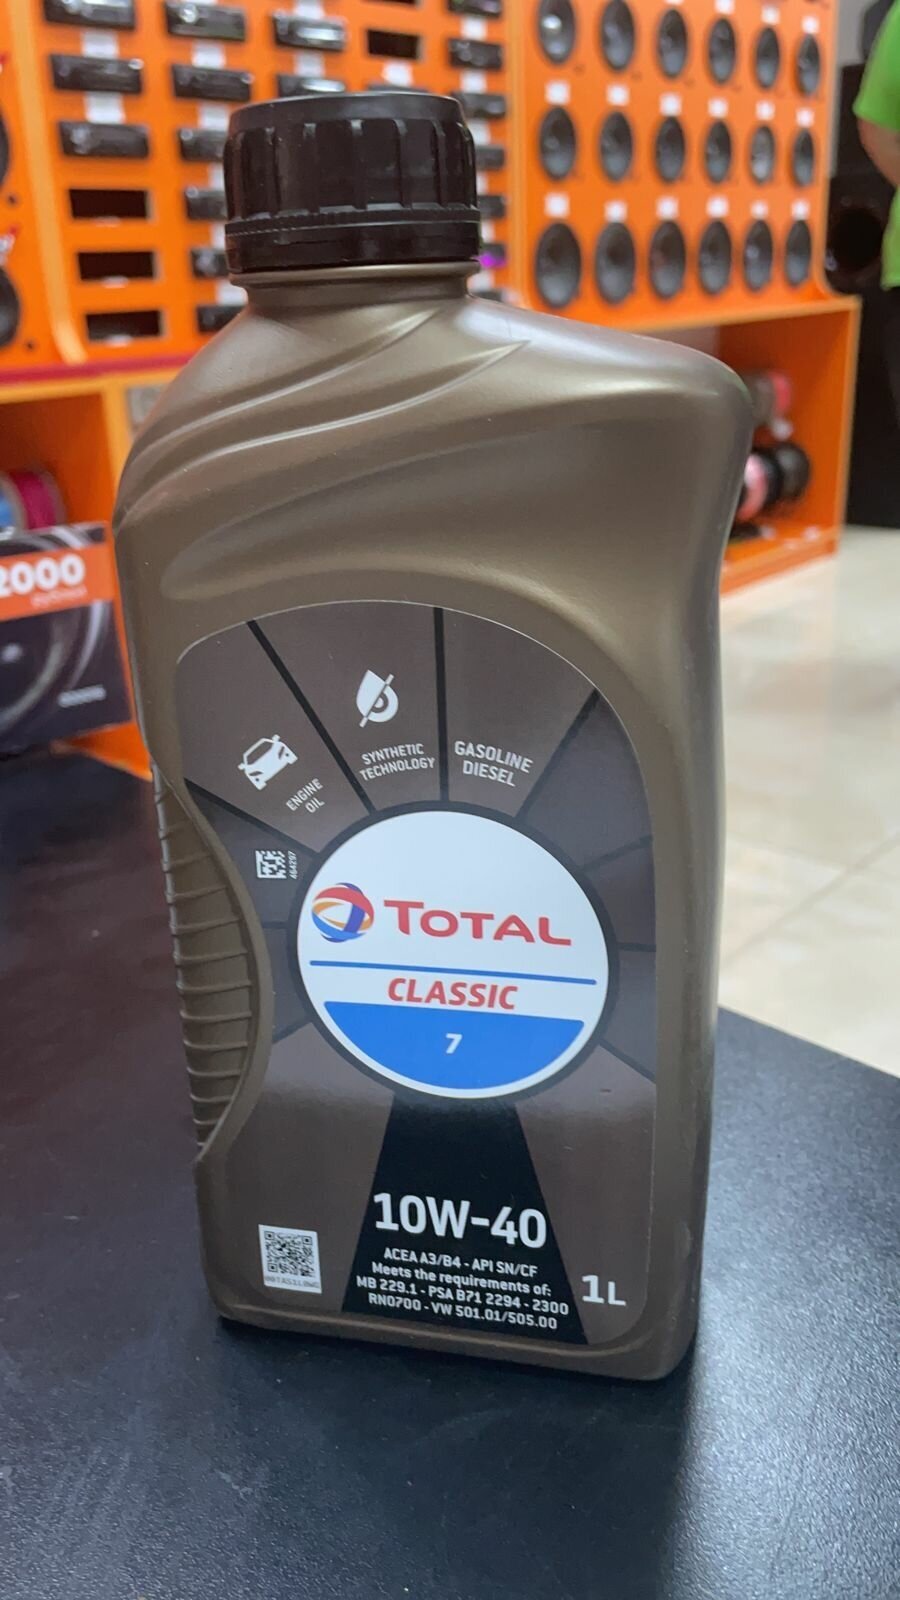 2000
ENGINE
OIL
SYNTHETIC
TECHNOLOGY
GASOLINE
DIESEL
464297
TOTAL
CLASSIC
7
10W-40
ACEA A3/B4 - API SN/CF
Meets the requirements of:
MB 229.1 - PSA B71 2294 - 2300
RN0700 - VW 501.01/505.00
1L